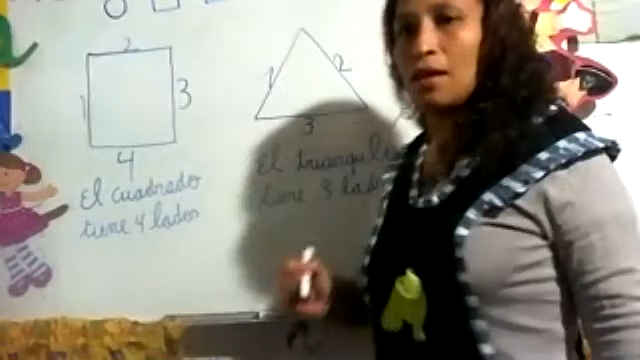 2
1
3
4
El cuadrado
tiene 4 lados
1
2
3
El triangulo
tiene 3 lados